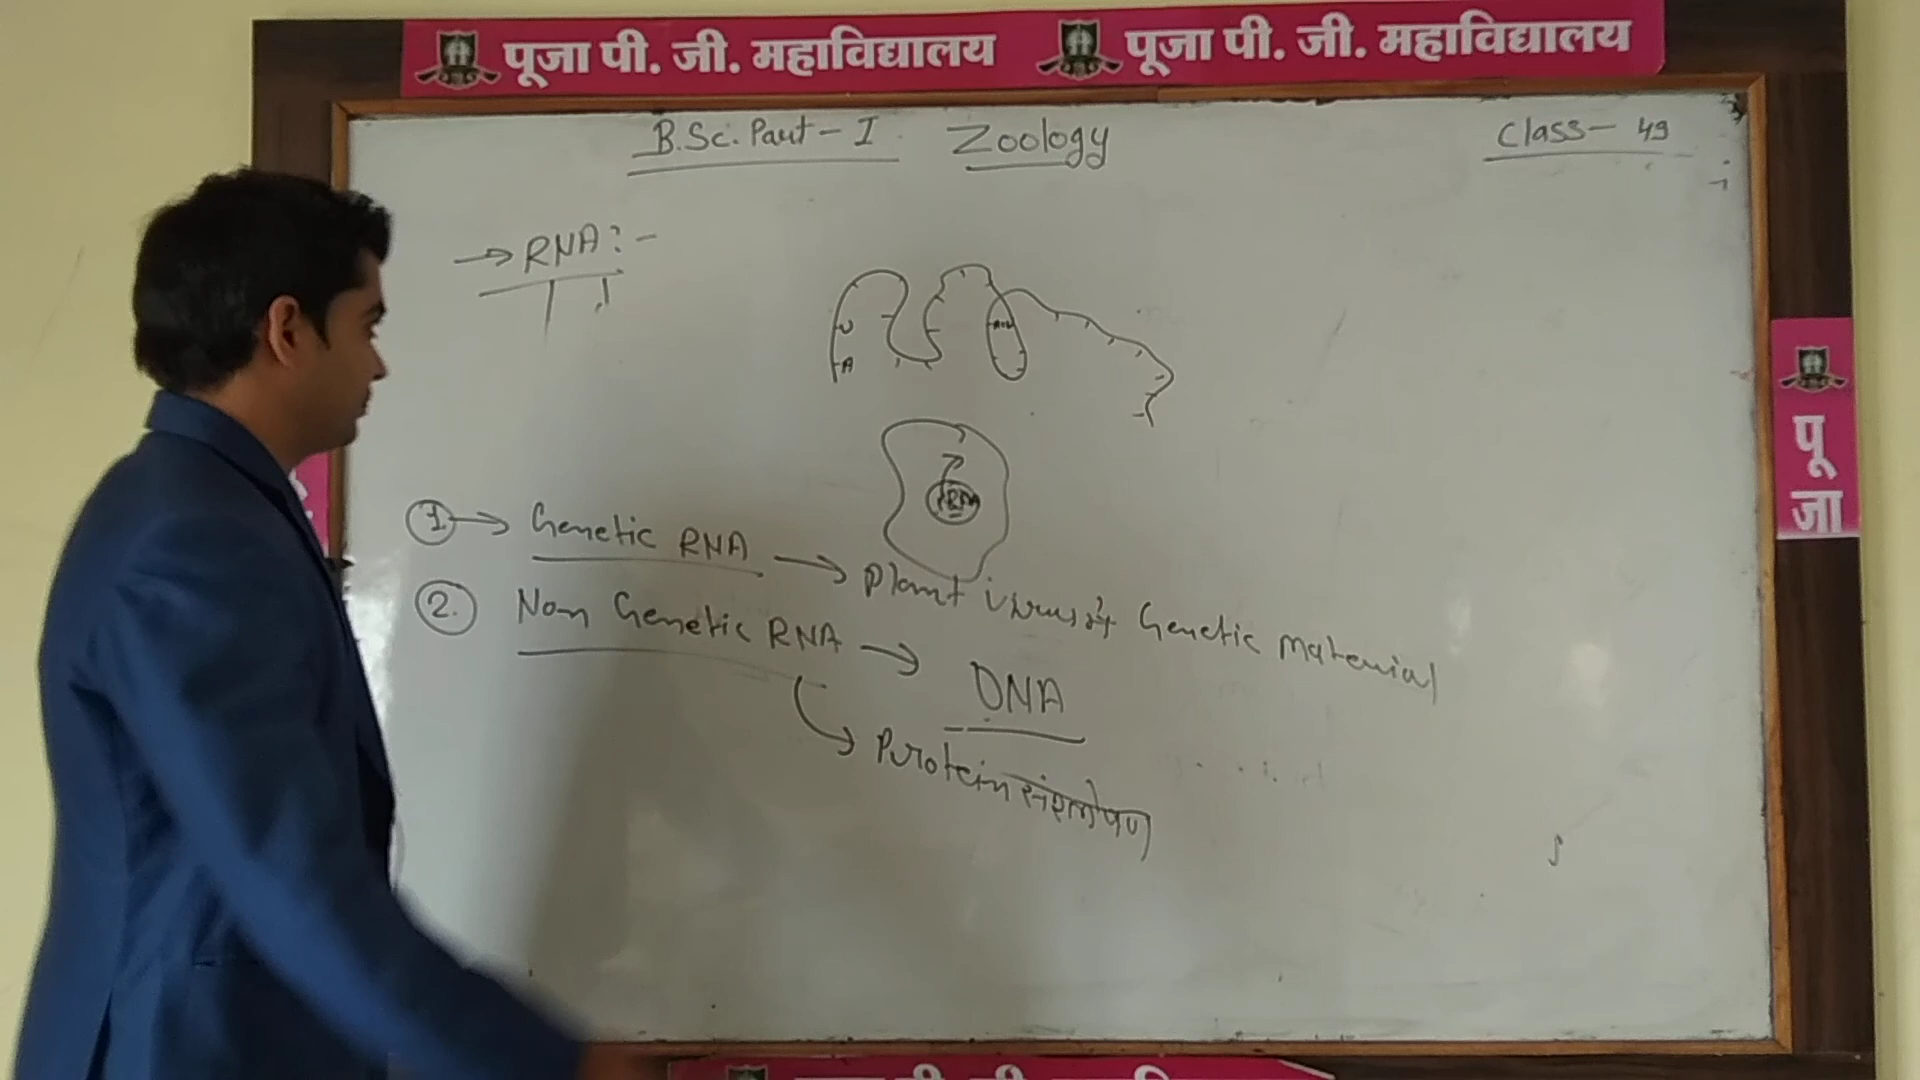 पूजा पी. जी. महाविद्यालय पूजा पी. जी. महाविद्यालय
B.Sc. Part - I Zoology Class - 49
→ RNA : -
U
A
RNA
① → Genetic RNA → Plant virus में Genetic Material
②. Non Genetic RNA → DNA
→ Protein संश्लेषण
पूजा